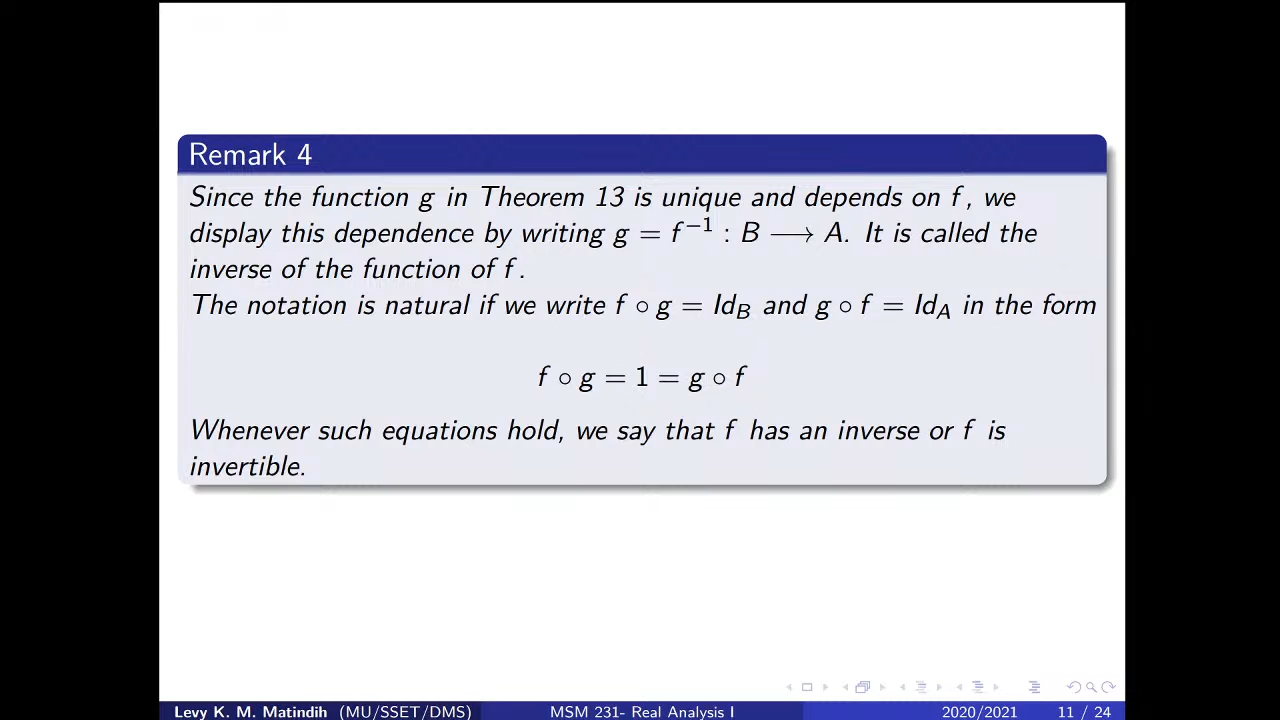 Remark 4
Since the function g in Theorem 13 is unique and depends on f, we
display this dependence by writing g = f⁻¹ : B ⟶ A. It is called the
inverse of the function of f.
The notation is natural if we write f ∘ g = Id_B and g ∘ f = Id_A in the form
f ∘ g = 1 = g ∘ f
Whenever such equations hold, we say that f has an inverse or f is
invertible.
Levy K. M. Matindih (MU/SSET/DMS) MSM 231- Real Analysis I 2020/2021 11 / 24